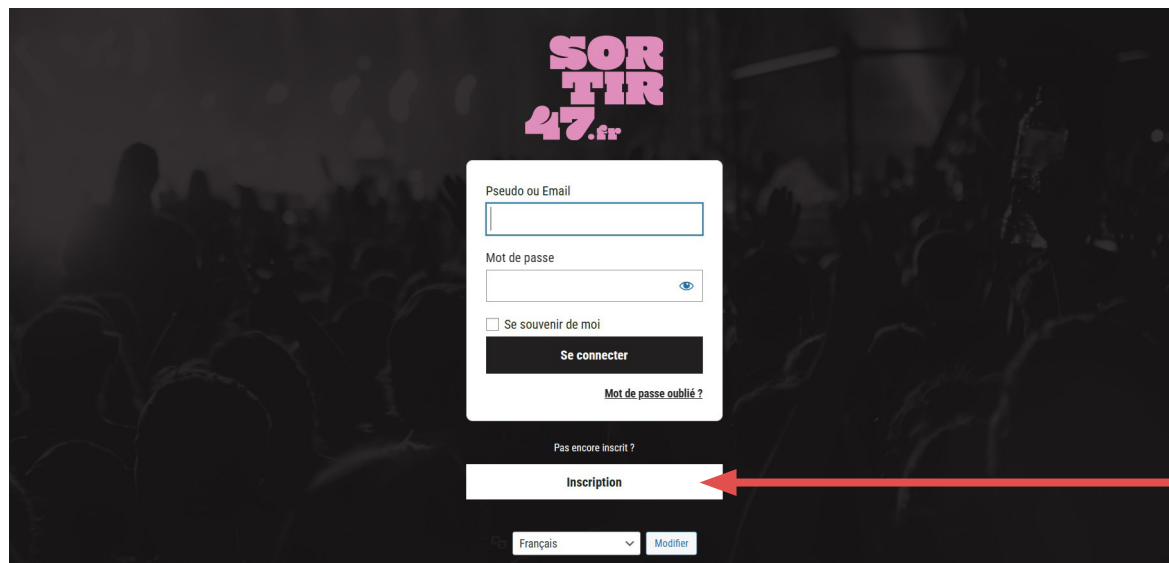 SOR
TIR
47.fr
Pseudo ou Email
Mot de passe
Se souvenir de moi
Se connecter
Mot de passe oublié ?
Pas encore inscrit ?
Inscription
Français
Modifier